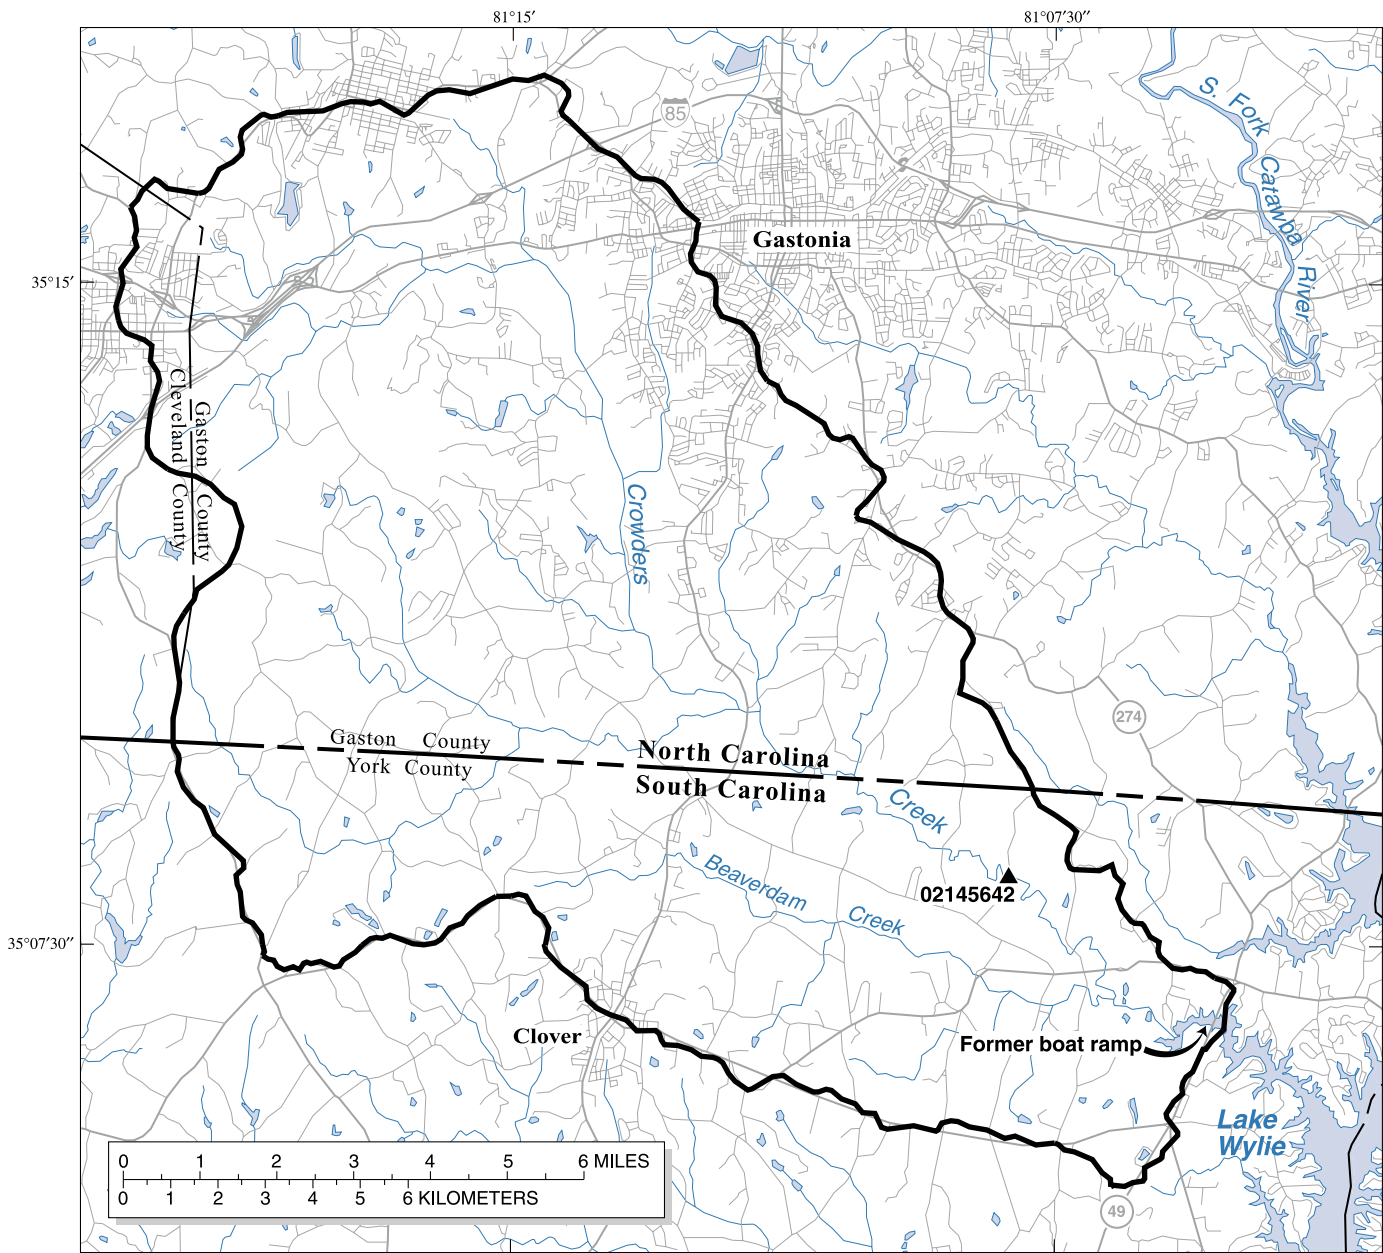 81°15′
81°07′30″
S. Fork
Catawba
River
85
Gastonia
35°15′
Gaston County
Cleveland County
Crowders
274
Gaston County
York County
North Carolina
South Carolina
Creek
Beaverdam
Creek
02145642
35°07′30″
Clover
Former boat ramp
Lake
Wylie
49
0 1 2 3 4 5 6 MILES
0 1 2 3 4 5 6 KILOMETERS